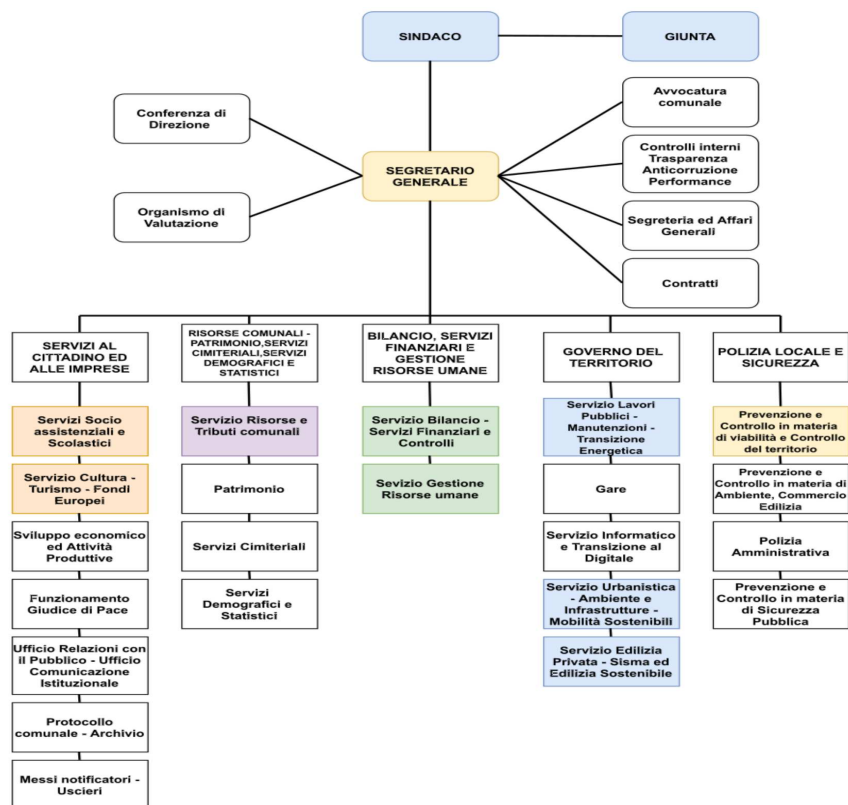 SINDACO
GIUNTA
Conferenza di
Direzione
Organismo di
Valutazione
SEGRETARIO
GENERALE
Avvocatura
comunale
Controlli interni
Trasparenza
Anticorruzione
Performance
Segreteria ed Affari
Generali
Contratti
SERVIZI AL
CITTADINO ED
ALLE IMPRESE
Servizi Socio
assistenziali e
Scolastici
Servizio Cultura -
Turismo - Fondi
Europei
Sviluppo economico
ed Attività
Produttive
Funzionamento
Giudice di Pace
Ufficio Relazioni con
il Pubblico - Ufficio
Comunicazione
Istituzionale
Protocollo
comunale - Archivio
Messi notificatori -
Uscieri
RISORSE COMUNALI -
PATRIMONIO,SERVIZI
CIMITERIALI,SERVIZI
DEMOGRAFICI E
STATISTICI
Servizio Risorse e
Tributi comunali
Patrimonio
Servizi Cimiteriali
Servizi
Demografici e
Statistici
BILANCIO, SERVIZI
FINANZIARI E
GESTIONE
RISORSE UMANE
Servizio Bilancio -
Servizi Finanziari e
Controlli
Sevizio Gestione
Risorse umane
GOVERNO DEL
TERRITORIO
Servizio Lavori
Pubblici -
Manutenzioni -
Transizione
Energetica
Gare
Servizio Informatico
e Transizione al
Digitale
Servizio Urbanistica
- Ambiente e
Infrastrutture -
Mobilità Sostenibili
Servizio Edilizia
Privata - Sisma ed
Edilizia Sostenibile
POLIZIA LOCALE E
SICUREZZA
Prevenzione e
Controllo in materia
di viabilità e Controllo
del territorio
Prevenzione e
Controllo in materia di
Ambiente, Commercio
Edilizia
Polizia
Amministrativa
Prevenzione e
Controllo in materia
di Sicurezza
Pubblica